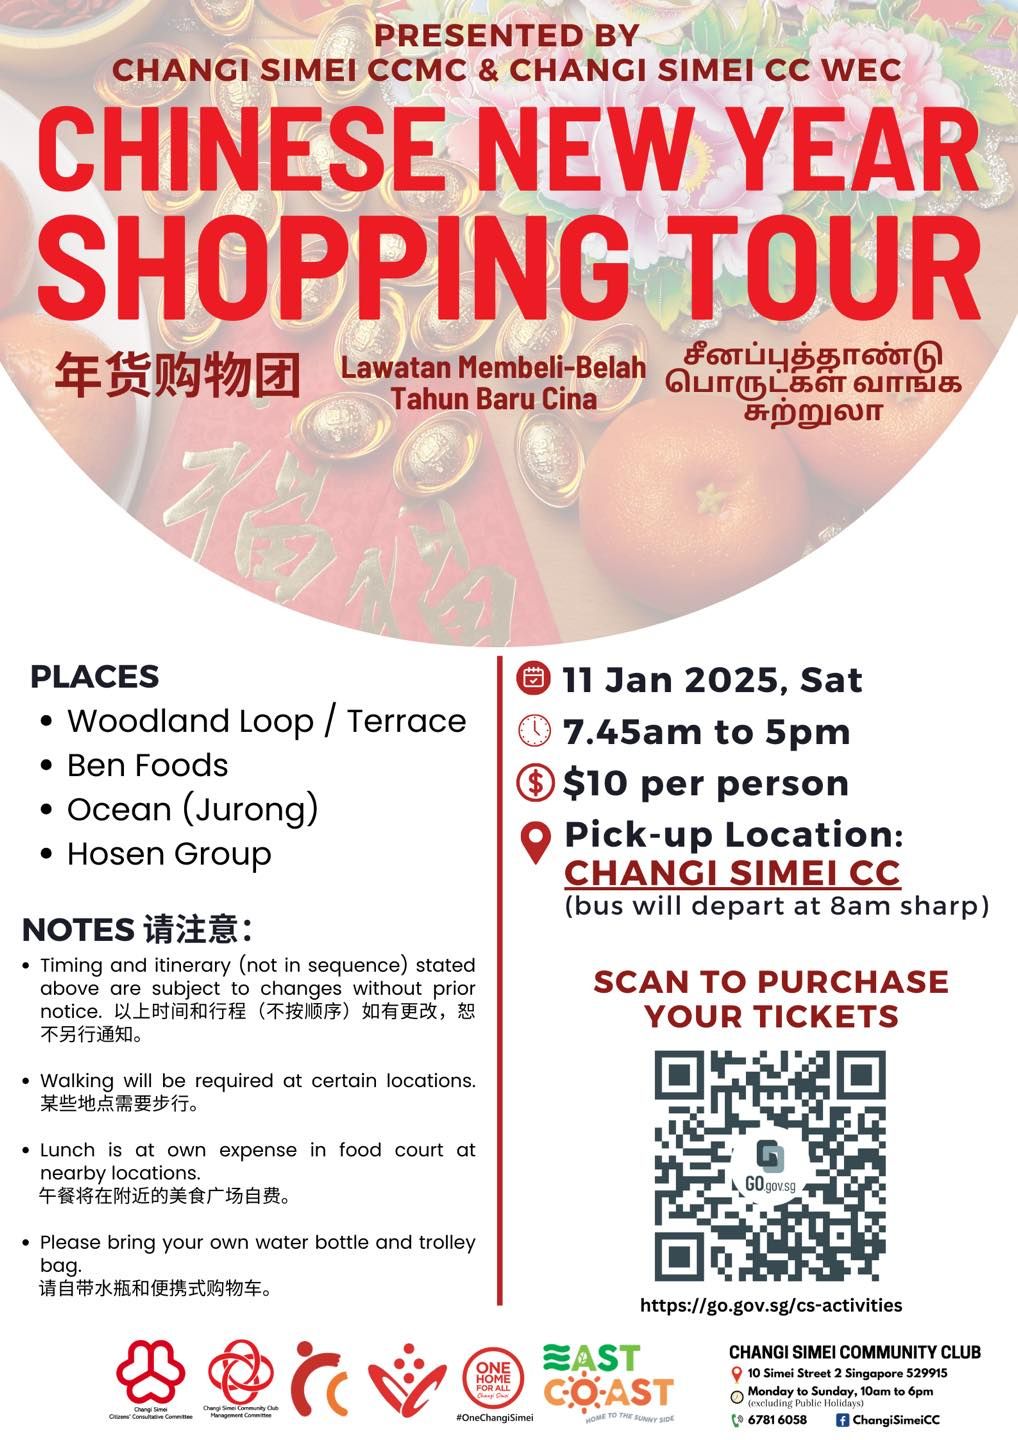 PRESENTED BY
CHANGI SIMEI CCMC & CHANGI SIMEI CC WEC
CHINESE NEW YEAR
SHOPPING TOUR
年货购物团
Lawatan Membeli-Belah
Tahun Baru Cina
சீனப்புத்தாண்டு
பொருட்கள் வாங்க
சுற்றுலா
福
福
PLACES
• Woodland Loop / Terrace
• Ben Foods
• Ocean (Jurong)
• Hosen Group
NOTES 请注意：
• Timing and itinerary (not in sequence) stated
above are subject to changes without prior
notice. 以上时间和行程（不按顺序）如有更改，恕
不另行通知。
• Walking will be required at certain locations.
某些地点需要步行。
• Lunch is at own expense in food court at
nearby locations.
午餐将在附近的美食广场自费。
• Please bring your own water bottle and trolley
bag.
请自带水瓶和便携式购物车。
11 Jan 2025, Sat
7.45am to 5pm
$10 per person
Pick-up Location:
CHANGI SIMEI CC
(bus will depart at 8am sharp)
SCAN TO PURCHASE
YOUR TICKETS
GO.gov.sg
https://go.gov.sg/cs-activities
Changi Simei
Citizens' Consultative Committee
Changi Simei Community Club
Management Committee
ONE
HOME
FOR ALL
Changi Simei
#OneChangiSimei
EAST
COAST
HOME TO THE SUNNY SIDE
CHANGI SIMEI COMMUNITY CLUB
10 Simei Street 2 Singapore 529915
Monday to Sunday, 10am to 6pm
(excluding Public Holidays)
6781 6058
ChangiSimeiCC